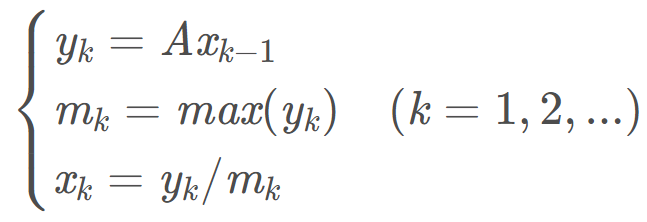 y_k = Ax_{k-1}
m_k = max(y_k) (k = 1, 2, ...)
x_k = y_k/m_k